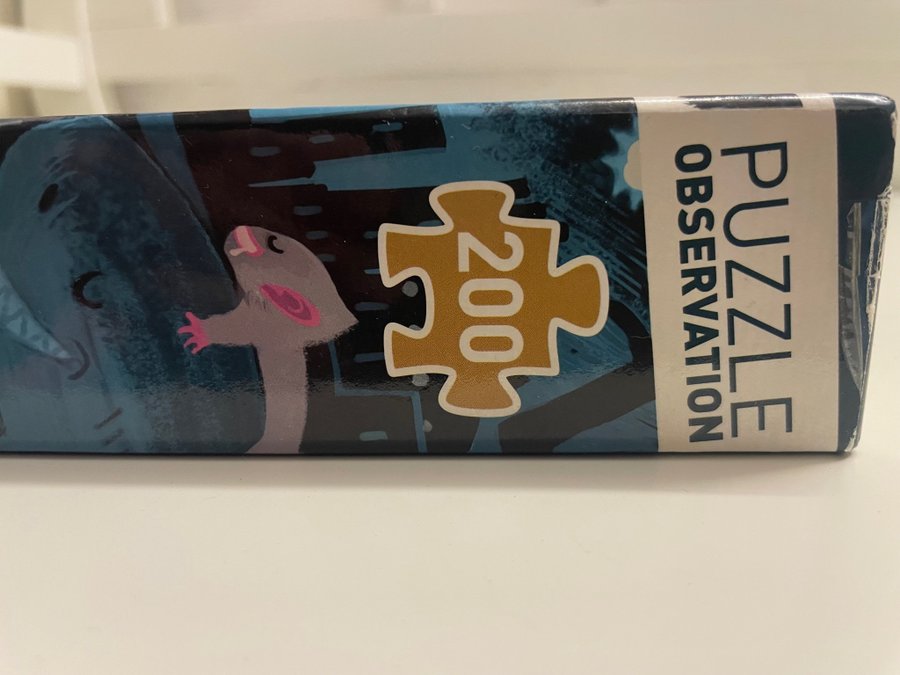 PUZZLE
OBSERVATION
200